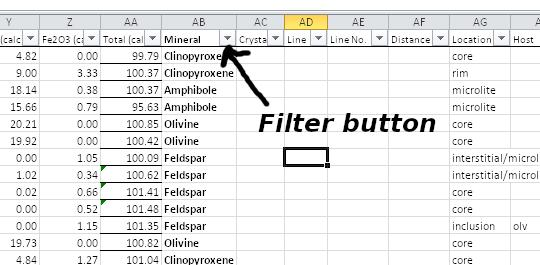 Y Z AA AB AC AD AE AF AG
(calc Fe2O3 (ca Total (cal Mineral Crysta Line Line No. Distance Location Host
4.82 0.00 99.79 Clinopyroxene core
9.00 3.33 100.37 Clinopyroxene rim
18.14 0.38 100.37 Amphibole microlite
15.66 0.79 95.63 Amphibole microlite
20.21 0.00 100.85 Olivine core
19.92 0.00 100.42 Olivine core
0.00 1.05 100.09 Feldspar interstitial/microl
1.02 0.34 100.62 Feldspar interstitial/microl
0.02 0.66 101.41 Feldspar core
0.00 0.52 101.48 Feldspar core
0.00 1.15 101.35 Feldspar inclusion olv
19.73 0.00 100.82 Olivine core
4.84 1.27 101.04 Clinopyroxene core
Filter button